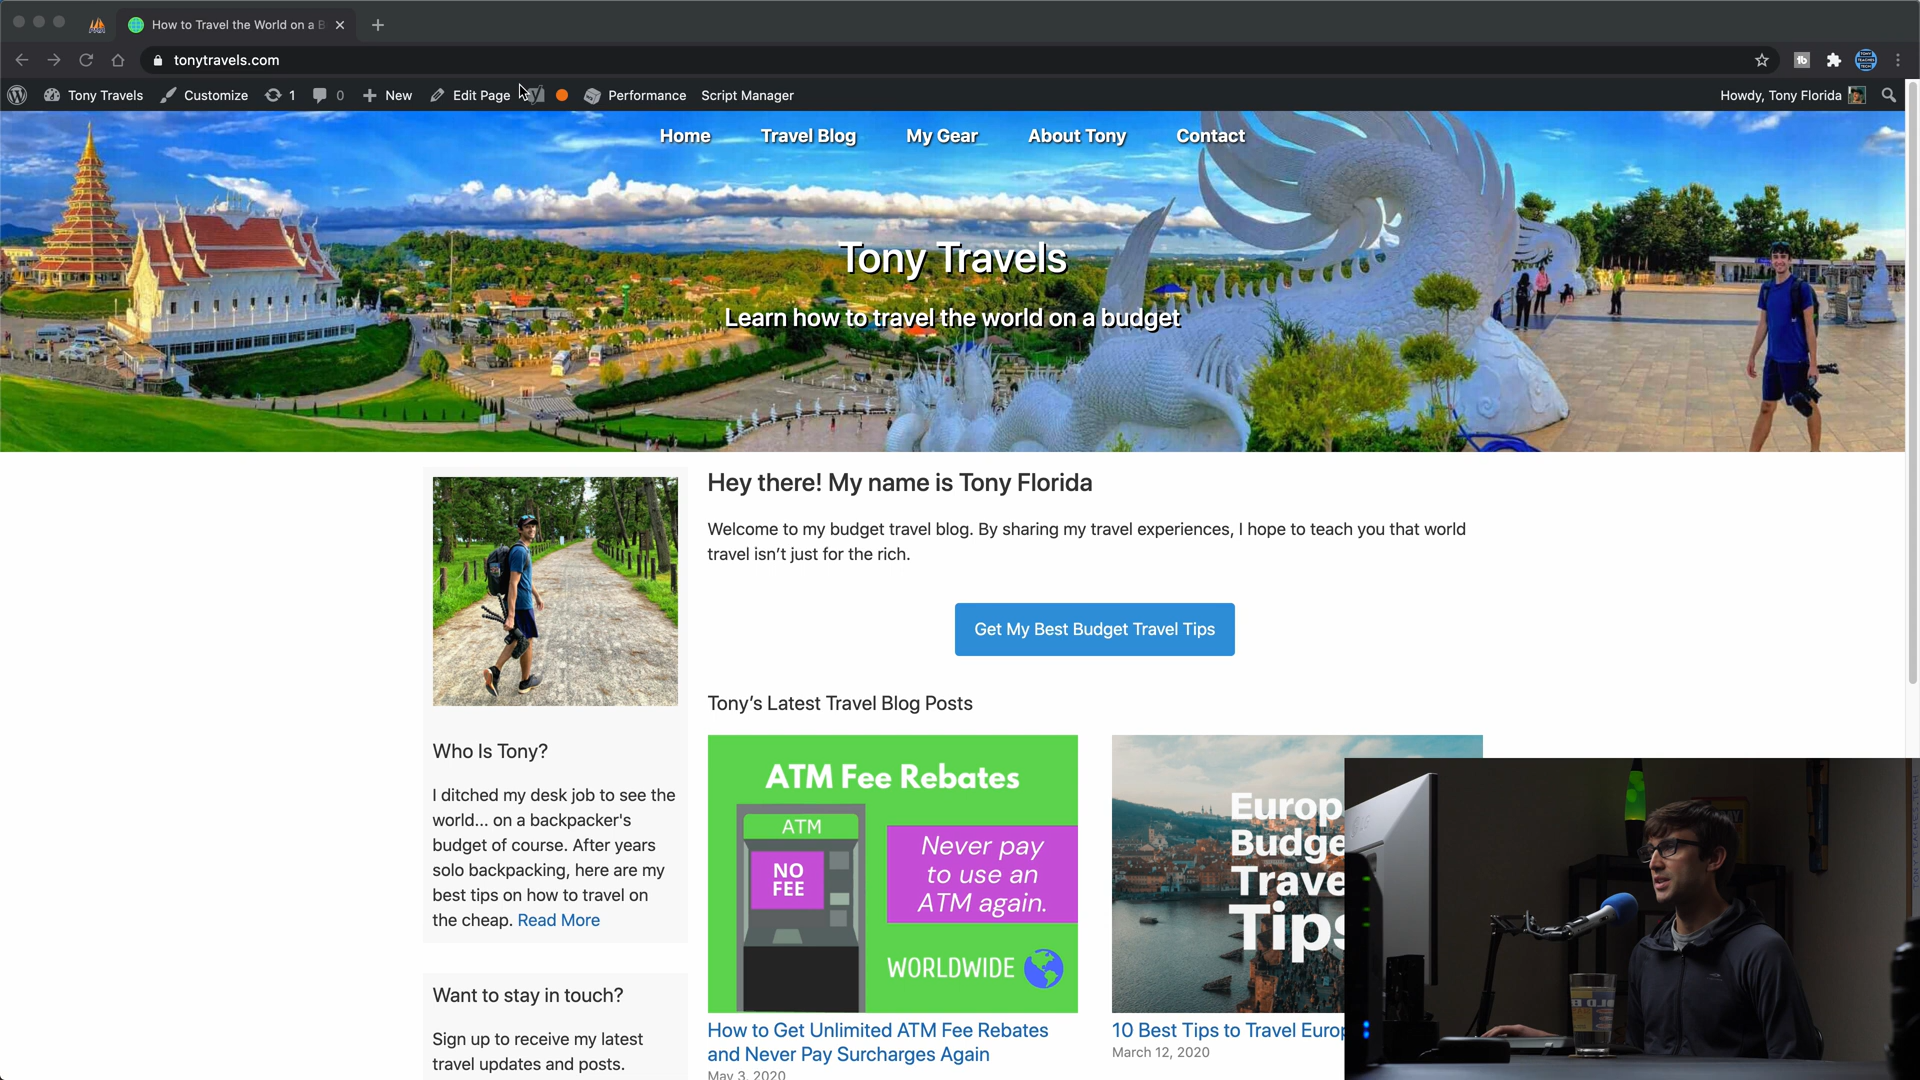 How to Travel the World on a B
tonytravels.com
Tony Travels
Customize
1
0
New
Edit Page
Performance
Script Manager
Howdy, Tony Florida
Home
Travel Blog
My Gear
About Tony
Contact
Tony Travels
Learn how to travel the world on a budget
Hey there! My name is Tony Florida
Welcome to my budget travel blog. By sharing my travel experiences, I hope to teach you that world
travel isn’t just for the rich.
Get My Best Budget Travel Tips
Who Is Tony?
I ditched my desk job to see the
world... on a backpacker's
budget of course. After years
solo backpacking, here are my
best tips on how to travel on
the cheap. Read More
Want to stay in touch?
Sign up to receive my latest
travel updates and posts.
Tony’s Latest Travel Blog Posts
ATM Fee Rebates
ATM
NO
FEE
Never pay
to use an
ATM again.
WORLDWIDE
How to Get Unlimited ATM Fee Rebates
and Never Pay Surcharges Again
May 3, 2020
Europ
Budge
Trave
Tips
10 Best Tips to Travel Europ
March 12, 2020